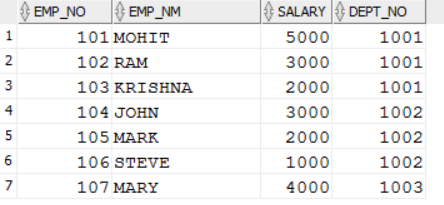 EMP_NO EMP_NM SALARY DEPT_NO
1 101 MOHIT 5000 1001
2 102 RAM 3000 1001
3 103 KRISHNA 2000 1001
4 104 JOHN 3000 1002
5 105 MARK 2000 1002
6 106 STEVE 1000 1002
7 107 MARY 4000 1003